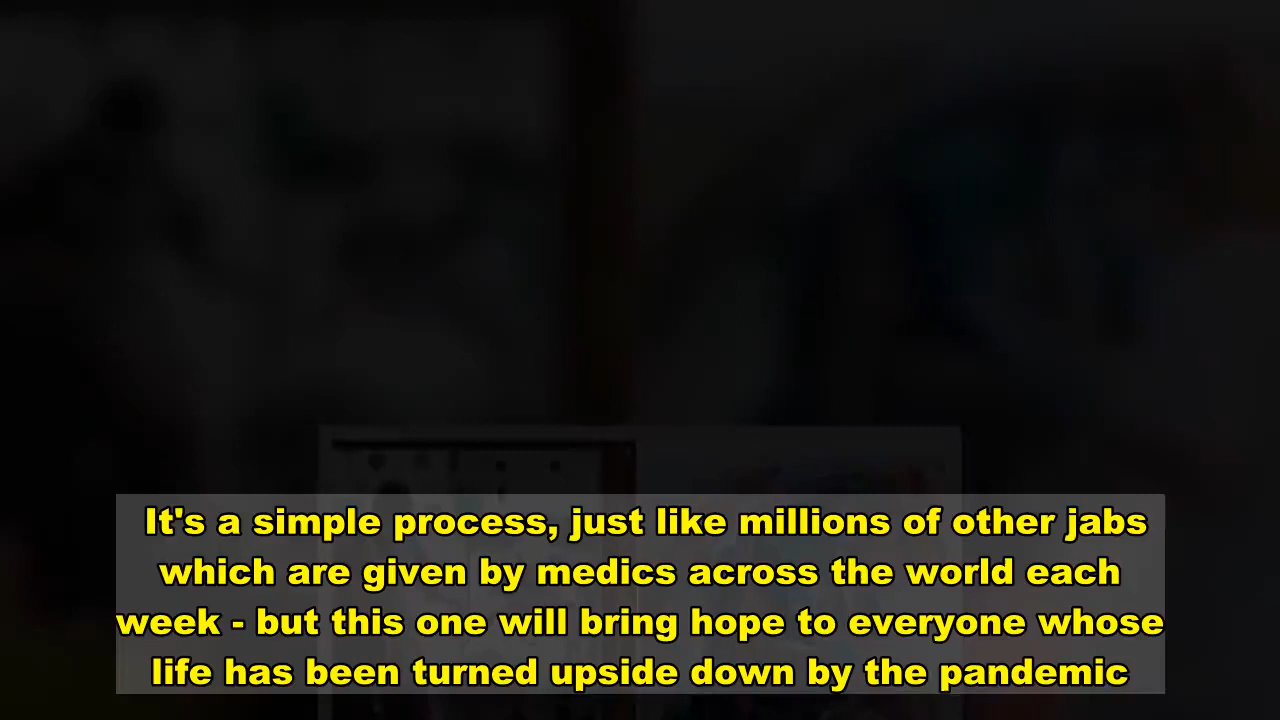 It's a simple process, just like millions of other jabs
which are given by medics across the world each
week - but this one will bring hope to everyone whose
life has been turned upside down by the pandemic